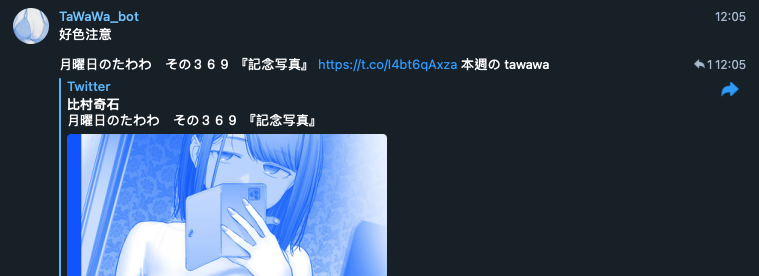 TaWaWa_bot 12:05
好色注意
月曜日のたわわ　その３６９ 『記念写真』 https://t.co/l4bt6qAxza 本週の tawawa 1 12:05
Twitter
比村奇石
月曜日のたわわ　その３６９ 『記念写真』